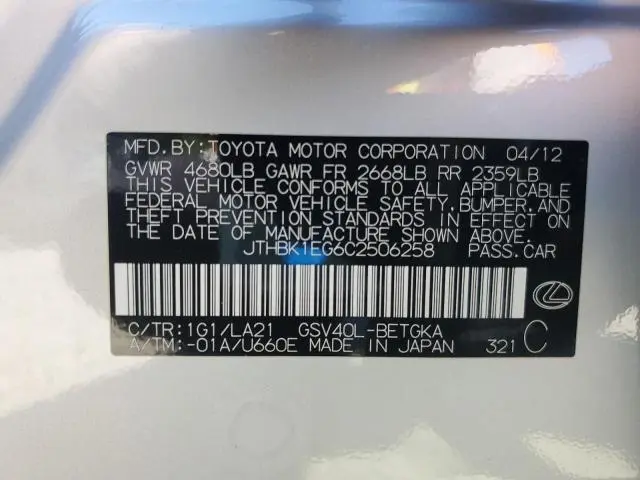 MFD. BY: TOYOTA MOTOR CORPORATION 04/12
GVWR 4680LB GAWR FR 2668LB RR 2359LB
THIS VEHICLE CONFORMS TO ALL APPLICABLE
FEDERAL MOTOR VEHICLE SAFETY, BUMPER, AND
THEFT PREVENTION STANDARDS IN EFFECT ON
THE DATE OF MANUFACTURE SHOWN ABOVE.
JTHBK1EG6C2506258 PASS.CAR
C/TR:1G1/LA21 GSV40L-BETGKA
A/TM:-01A/U660E MADE IN JAPAN 321 C